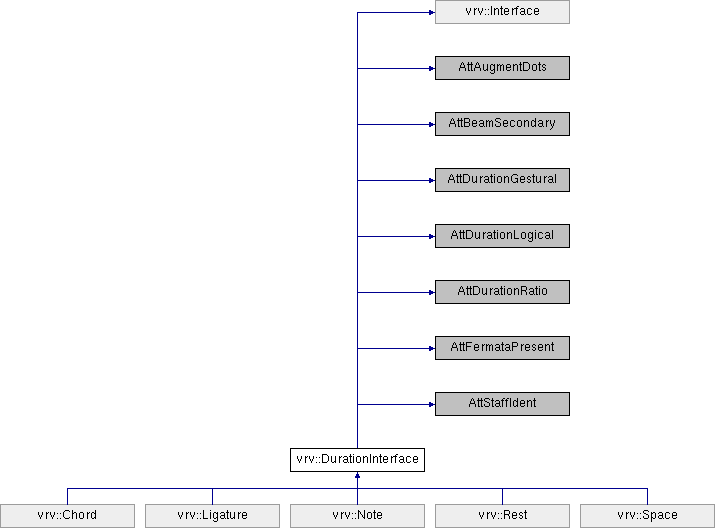 vrv::Interface
AttAugmentDots
AttBeamSecondary
AttDurationGestural
AttDurationLogical
AttDurationRatio
AttFermataPresent
AttStaffIdent
vrv::DurationInterface
vrv::Chord vrv::Ligature vrv::Note vrv::Rest vrv::Space